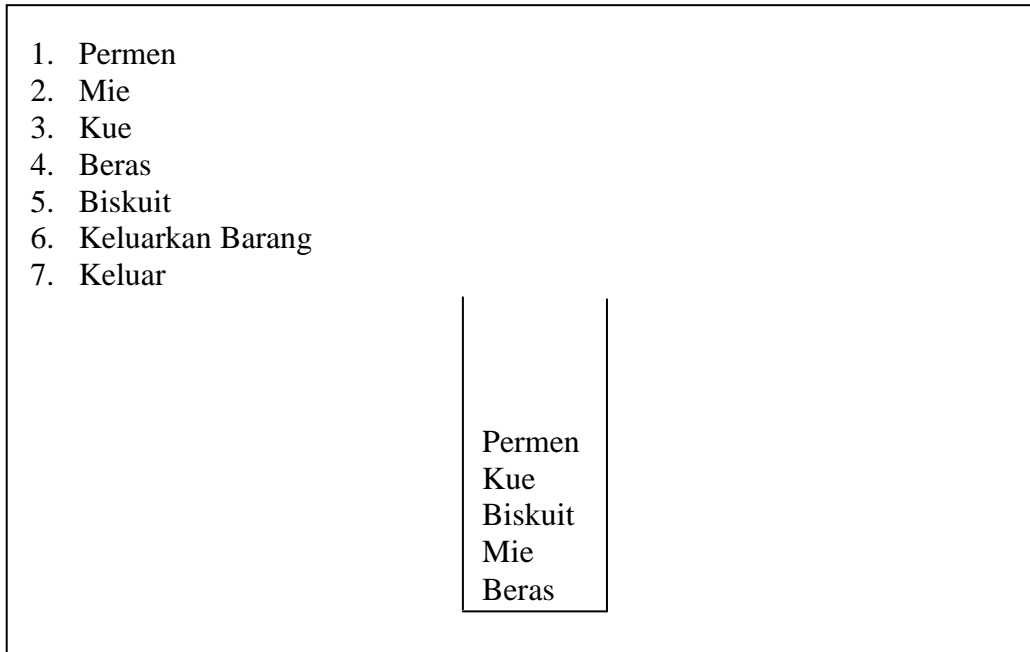 1. Permen
2. Mie
3. Kue
4. Beras
5. Biskuit
6. Keluarkan Barang
7. Keluar
Permen
Kue
Biskuit
Mie
Beras